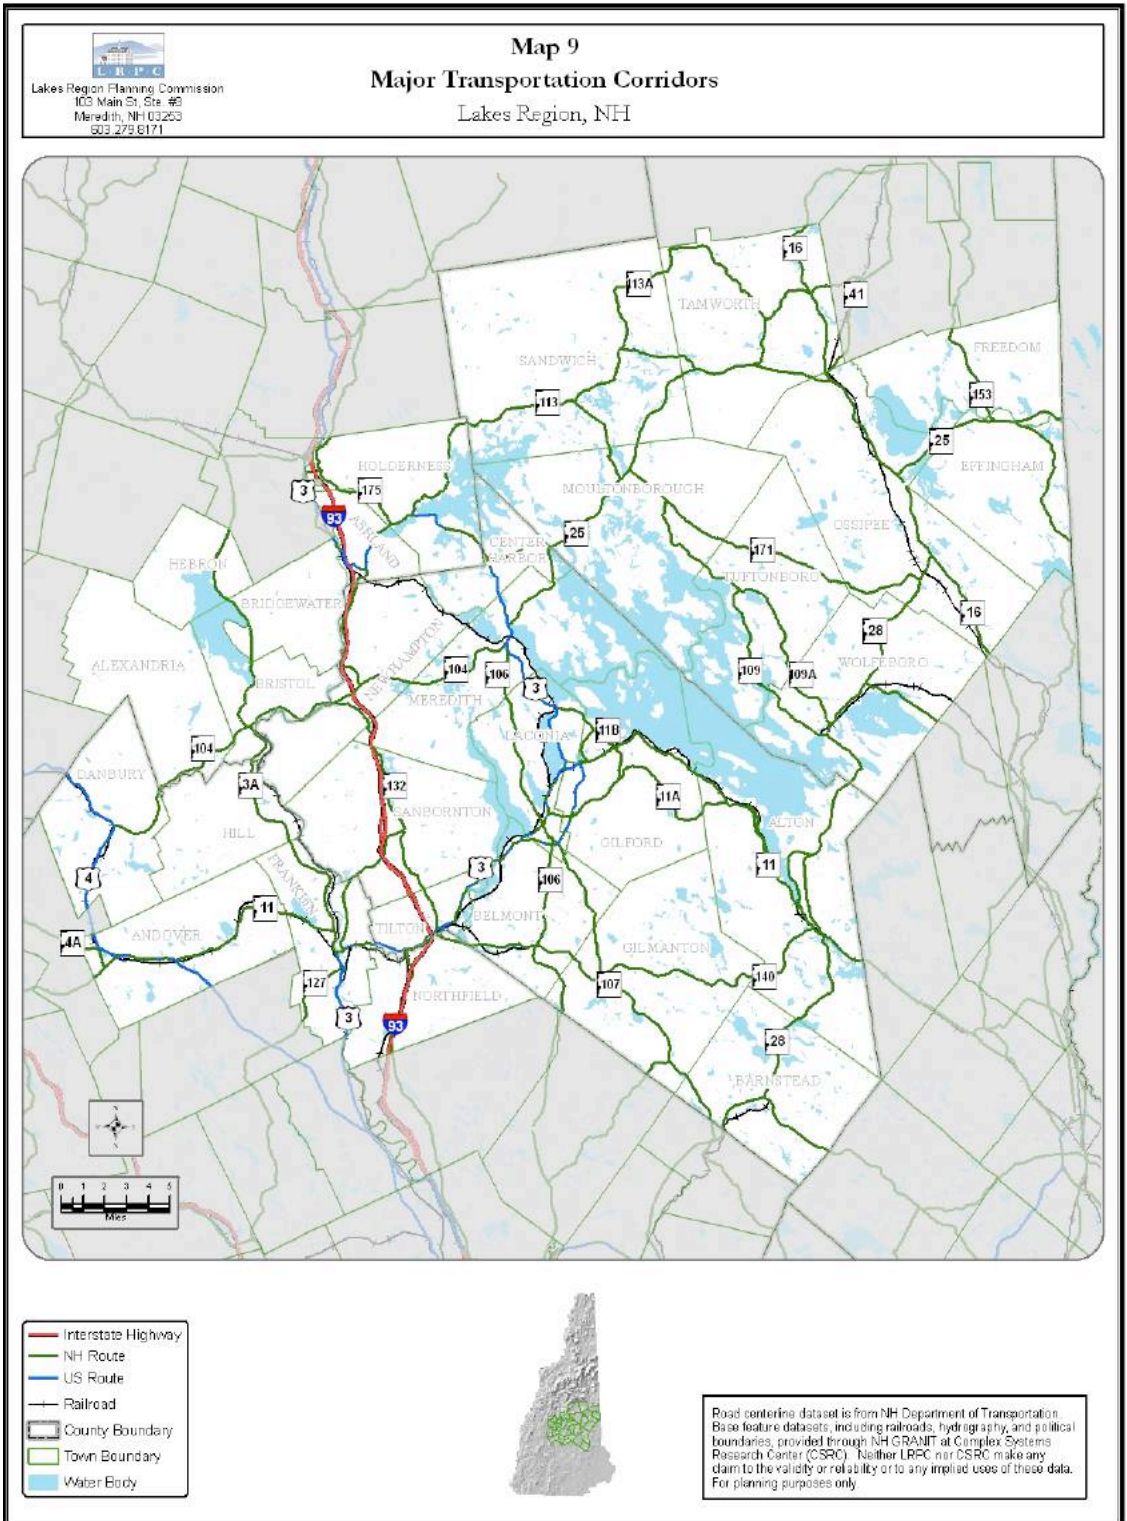 Map 9
Major Transportation Corridors
Lakes Region, NH
L R P C
Lakes Region Planning Commission
103 Main St, Ste. #3
Meredith, NH 03253
603.279.8171
16
113A
TAMWORTH
41
SANDWICH
FREEDOM
153
113
25
HOLDERNESS
EFFINGHAM
3
175
MOULTONBOROUGH
93
ASHLAND
25
OSSIPEE
CENTER
HARBOR
171
HEBRON
TUFTONBORO
BRIDGEWATER
16
28
NEW HAMPTON
WOLFEBORO
ALEXANDRIA
104
106
109
109A
BRISTOL
3
MEREDITH
11B
LACONIA
104
DANBURY
3A
132
11A
SANBORNTON
ALTON
HILL
GILFORD
11
3
4
106
FRANKLIN
11
BELMONT
TILTON
4A
ANDOVER
GILMANTON
140
127
107
NORTHFIELD
3
93
28
BARNSTEAD
N
0 1 2 3 4 5
Miles
Interstate Highway
NH Route
US Route
Railroad
County Boundary
Town Boundary
Water Body
Road centerline dataset is from NH Department of Transportation.
Base feature datasets, including railroads, hydrography, and political
boundaries, provided through NH GRANIT at Complex Systems
Research Center (CSRC). Neither LRPC nor CSRC make any
claim to the validity or reliability or to any implied uses of these data.
For planning purposes only.